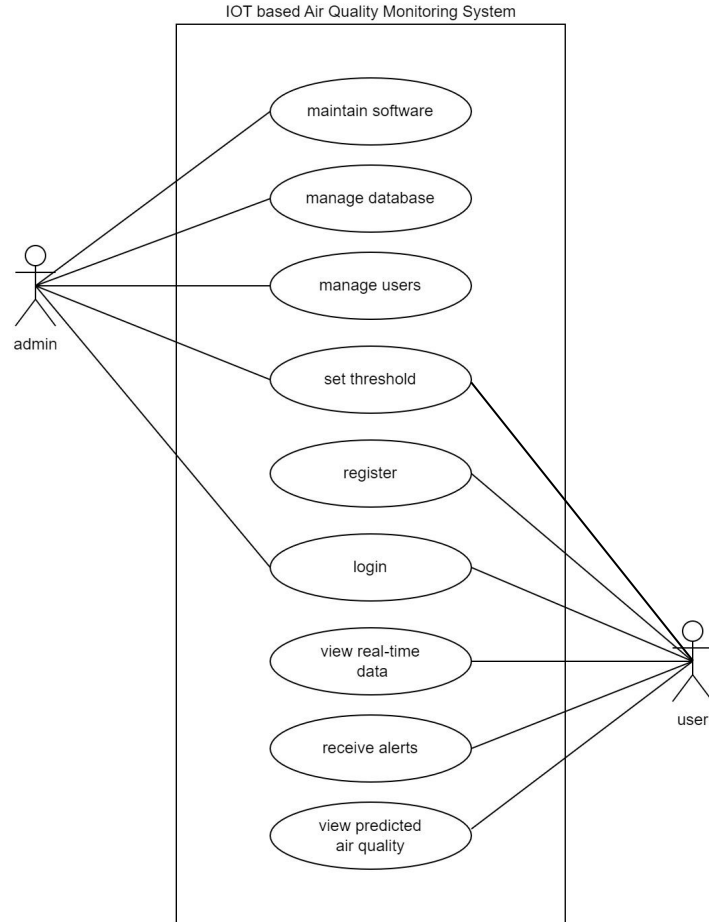 IOT based Air Quality Monitoring System
maintain software
manage database
manage users
admin
set threshold
register
login
view real-time
data
user
receive alerts
view predicted
air quality